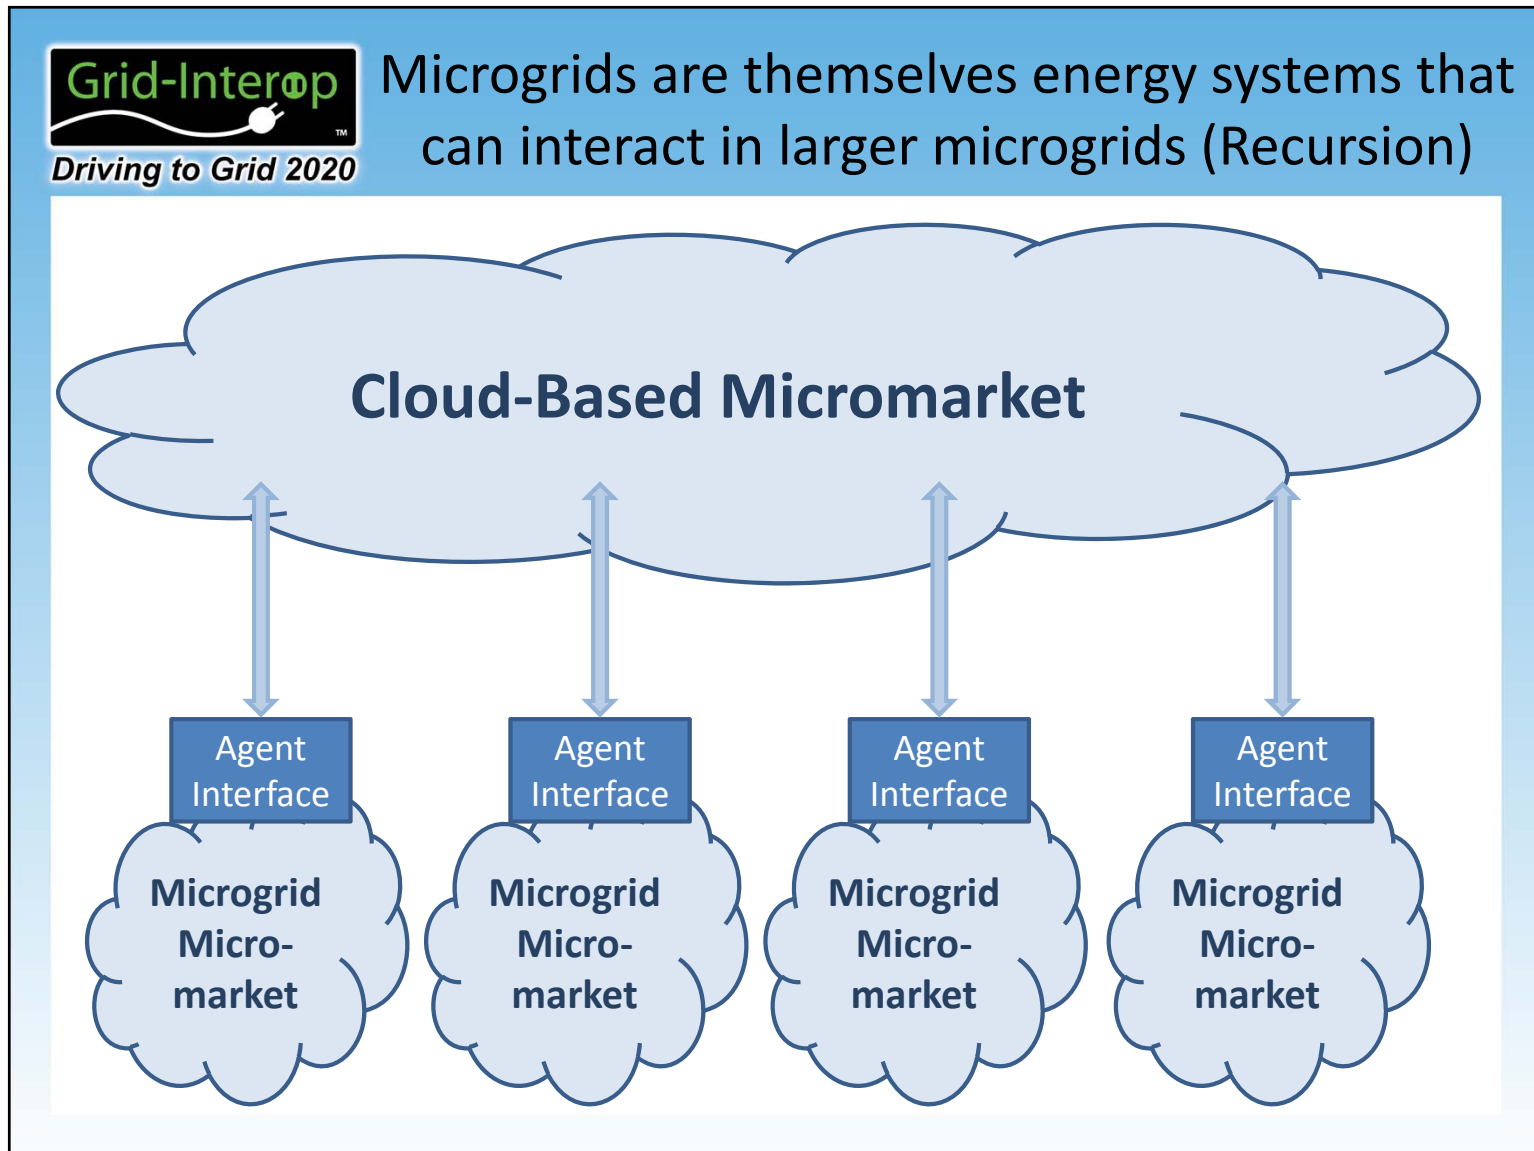 Grid-Interop
TM
Driving to Grid 2020
Microgrids are themselves energy systems that
can interact in larger microgrids (Recursion)
Cloud-Based Micromarket
Agent
Interface
Agent
Interface
Agent
Interface
Agent
Interface
Microgrid
Micro-
market
Microgrid
Micro-
market
Microgrid
Micro-
market
Microgrid
Micro-
market